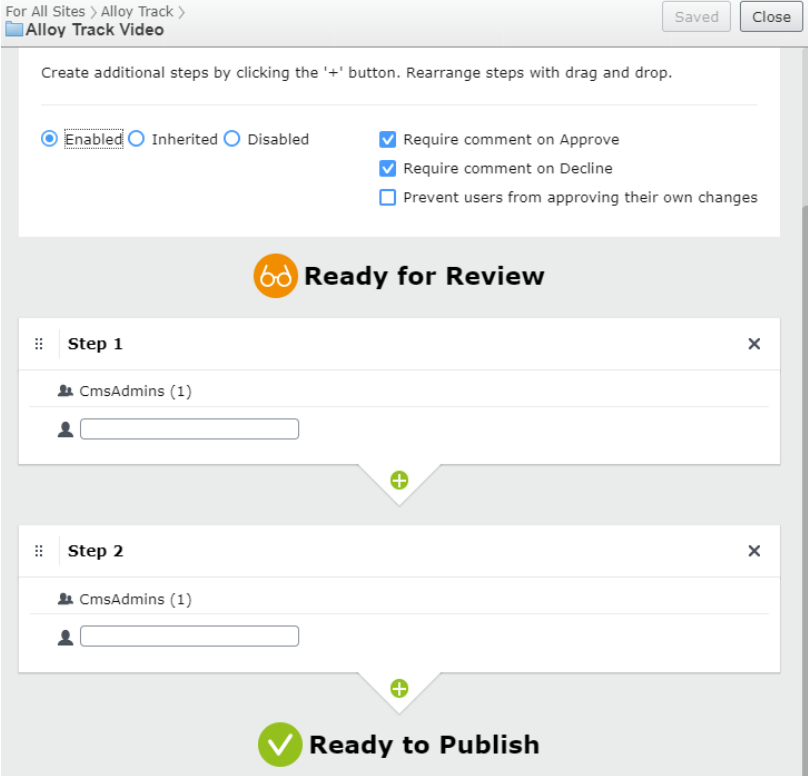 For All Sites > Alloy Track >
Alloy Track Video
Saved
Close
Create additional steps by clicking the '+' button. Rearrange steps with drag and drop.
Enabled Inherited Disabled
Require comment on Approve
Require comment on Decline
Prevent users from approving their own changes
Ready for Review
Step 1
CmsAdmins (1)
Step 2
CmsAdmins (1)
Ready to Publish